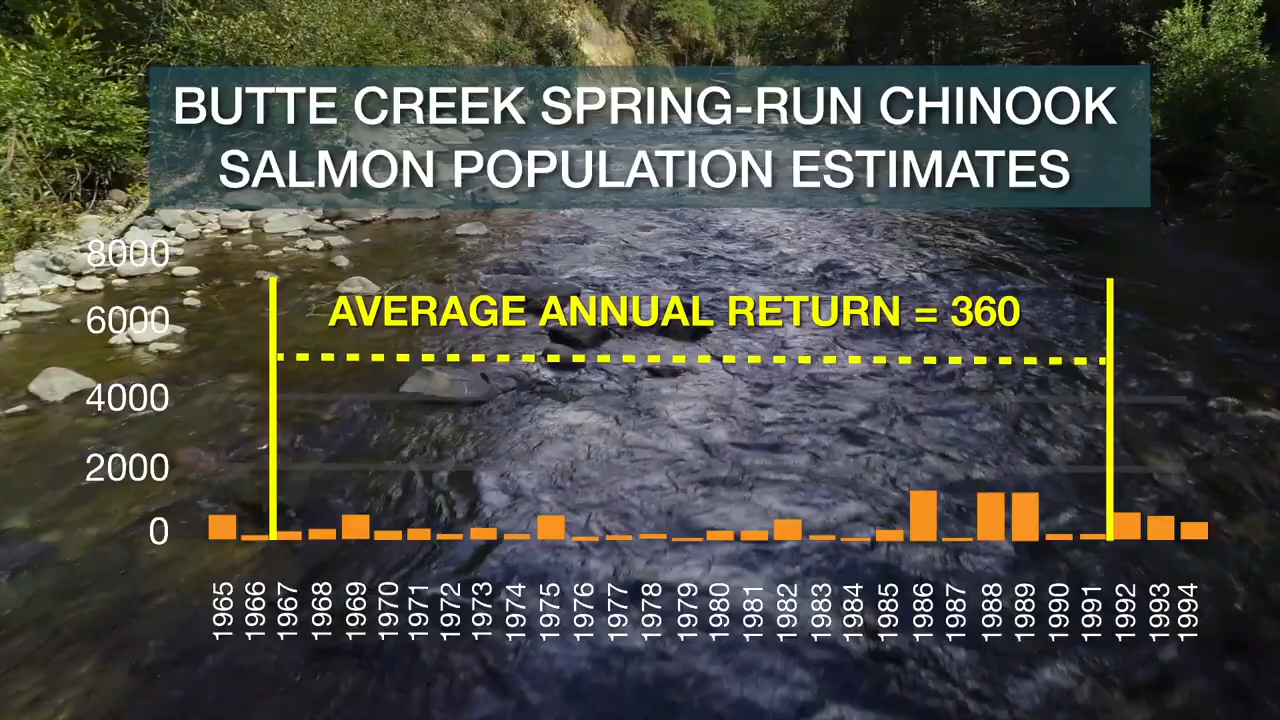 BUTTE CREEK SPRING-RUN CHINOOK
SALMON POPULATION ESTIMATES
8000
AVERAGE ANNUAL RETURN = 360
6000
4000
2000
0
1965 1966 1967 1968 1969 1970 1971 1972 1973 1974 1975 1976 1977 1978 1979 1980 1981 1982 1983 1984 1985 1986 1987 1988 1989 1990 1991 1992 1993 1994